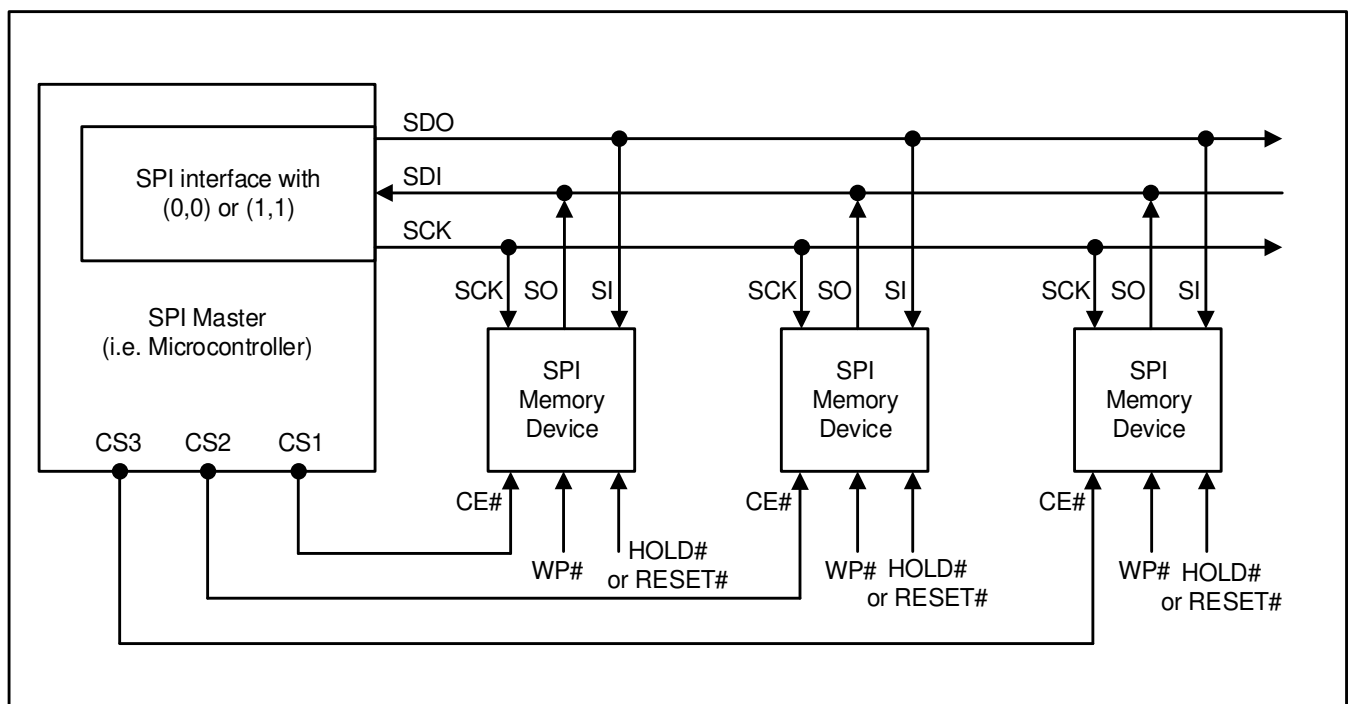 SDO
SPI interface with
(0,0) or (1,1)
SDI
SCK
SPI Master
(i.e. Microcontroller)
CS3 CS2 CS1
SCK SO SI
SPI
Memory
Device
CE#
WP#
HOLD#
or RESET#
SCK SO SI
SPI
Memory
Device
CE#
WP#
HOLD#
or RESET#
SCK SO SI
SPI
Memory
Device
CE#
WP#
HOLD#
or RESET#